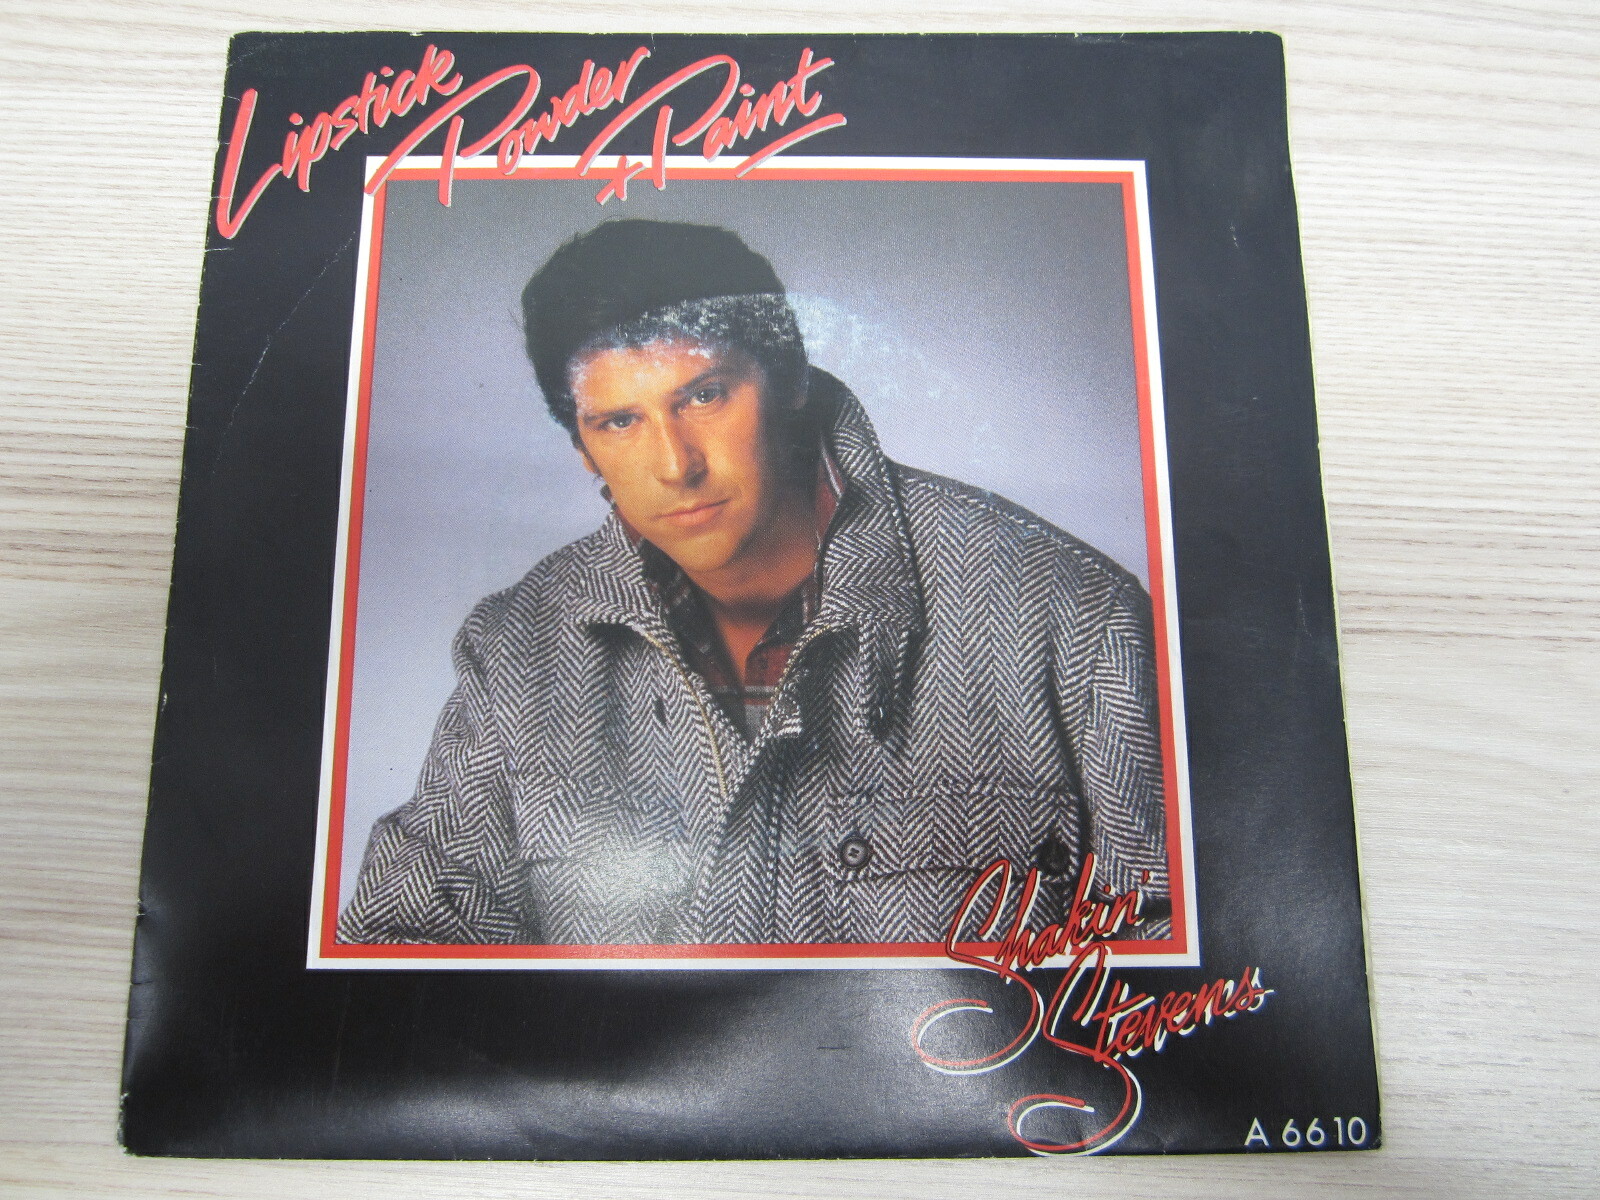 Lipstick
Powder
+ Paint
Shakin'
Stevens
A 6610